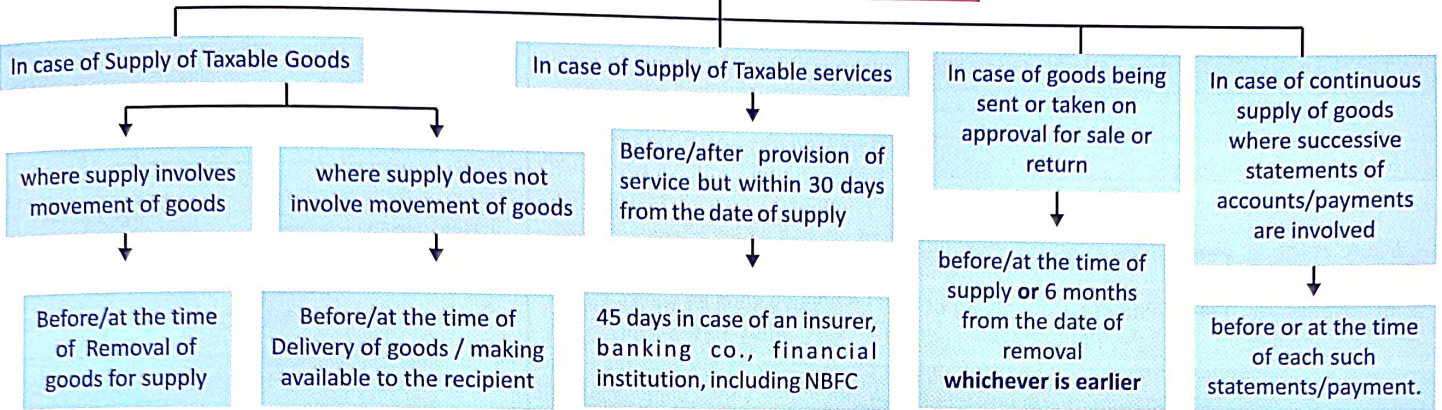 In case of Supply of Taxable Goods
where supply involves
movement of goods
Before/at the time
of Removal of
goods for supply
where supply does not
involve movement of goods
Before/at the time of
Delivery of goods / making
available to the recipient
In case of Supply of Taxable services
Before/after provision of
service but within 30 days
from the date of supply
45 days in case of an insurer,
banking co., financial
institution, including NBFC
In case of goods being
sent or taken on
approval for sale or
return
before/at the time of
supply or 6 months
from the date of
removal
whichever is earlier
In case of continuous
supply of goods
where successive
statements of
accounts/payments
are involved
before or at the time
of each such
statements/payment.